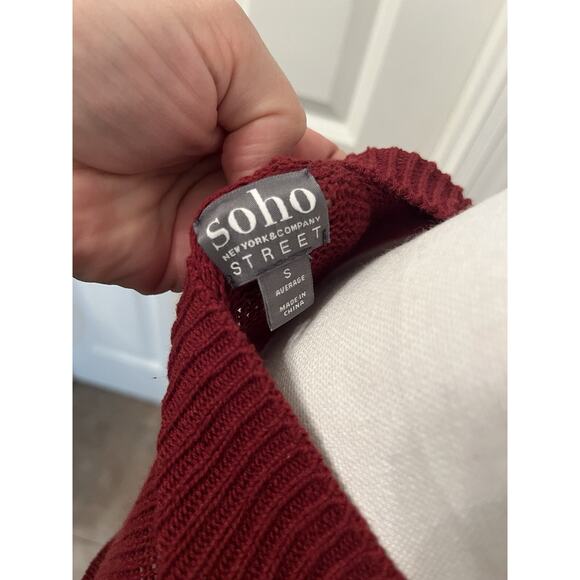 soho
NEW YORK & COMPANY
STREET
S
AVERAGE
MADE IN
CHINA